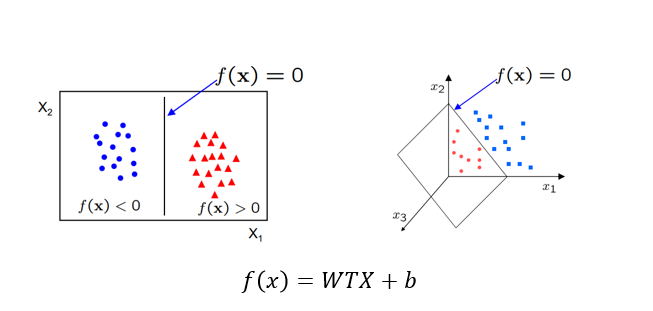 f(x) = 0
X2
f(x) < 0
f(x) > 0
X1
f(x) = 0
x2
x1
x3
f(x) = WTX + b